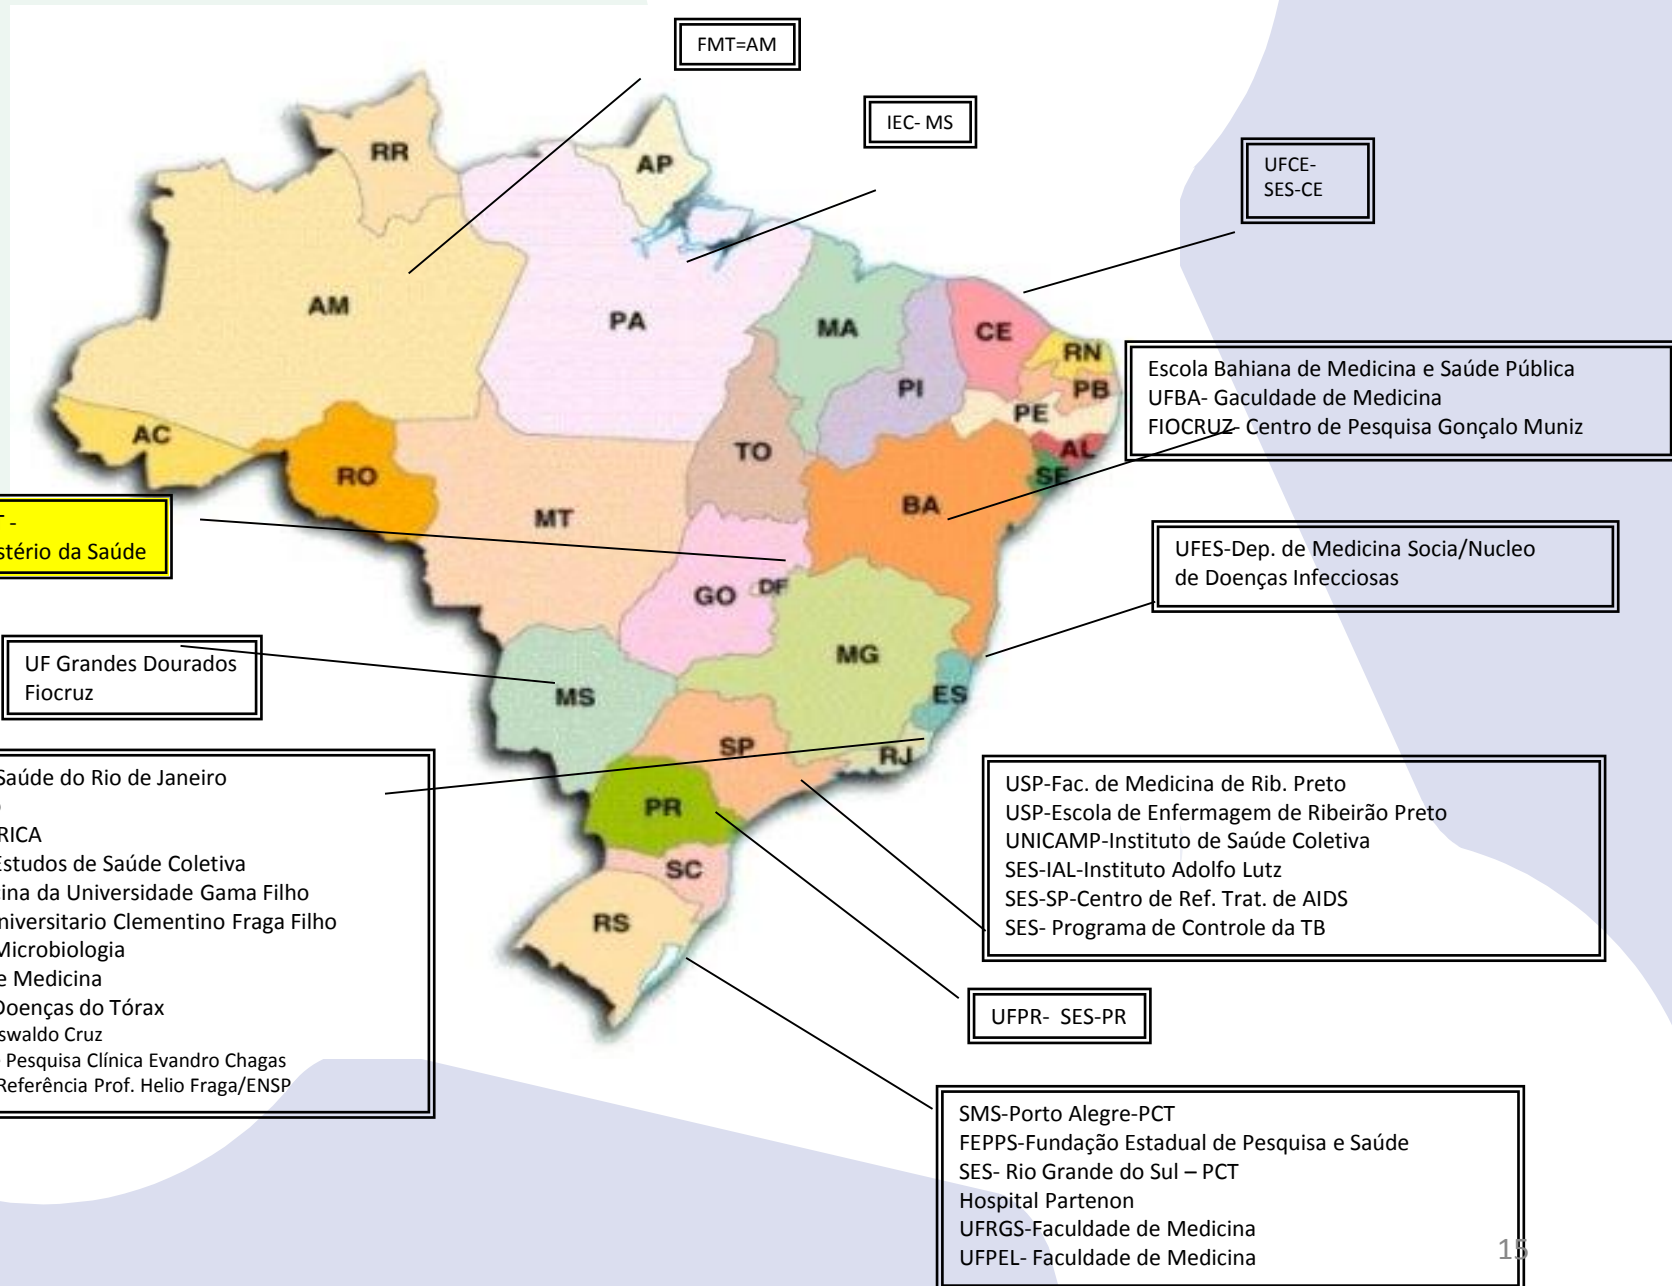 FMT=AM
IEC- MS
UFCE-
SES-CE
RR
AP
AM
PA
MA
CE
RN
PB
PI
PE
AL
SE
AC
RO
TO
BA
MT
GO
DF
MG
MS
ES
SP
RJ
PR
SC
RS
Escola Bahiana de Medicina e Saúde Pública
UFBA- Gaculdade de Medicina
FIOCRUZ- Centro de Pesquisa Gonçalo Muniz
-
stério da Saúde
UFES-Dep. de Medicina Socia/Nucleo
de Doenças Infecciosas
UF Grandes Dourados
Fiocruz
Saúde do Rio de Janeiro
RICA
Estudos de Saúde Coletiva
cina da Universidade Gama Filho
niversitario Clementino Fraga Filho
Microbiologia
e Medicina
Doenças do Tórax
swaldo Cruz
Pesquisa Clínica Evandro Chagas
Referência Prof. Helio Fraga/ENSP
USP-Fac. de Medicina de Rib. Preto
USP-Escola de Enfermagem de Ribeirão Preto
UNICAMP-Instituto de Saúde Coletiva
SES-IAL-Instituto Adolfo Lutz
SES-SP-Centro de Ref. Trat. de AIDS
SES- Programa de Controle da TB
UFPR- SES-PR
SMS-Porto Alegre-PCT
FEPPS-Fundação Estadual de Pesquisa e Saúde
SES- Rio Grande do Sul – PCT
Hospital Partenon
UFRGS-Faculdade de Medicina
UFPEL- Faculdade de Medicina
15